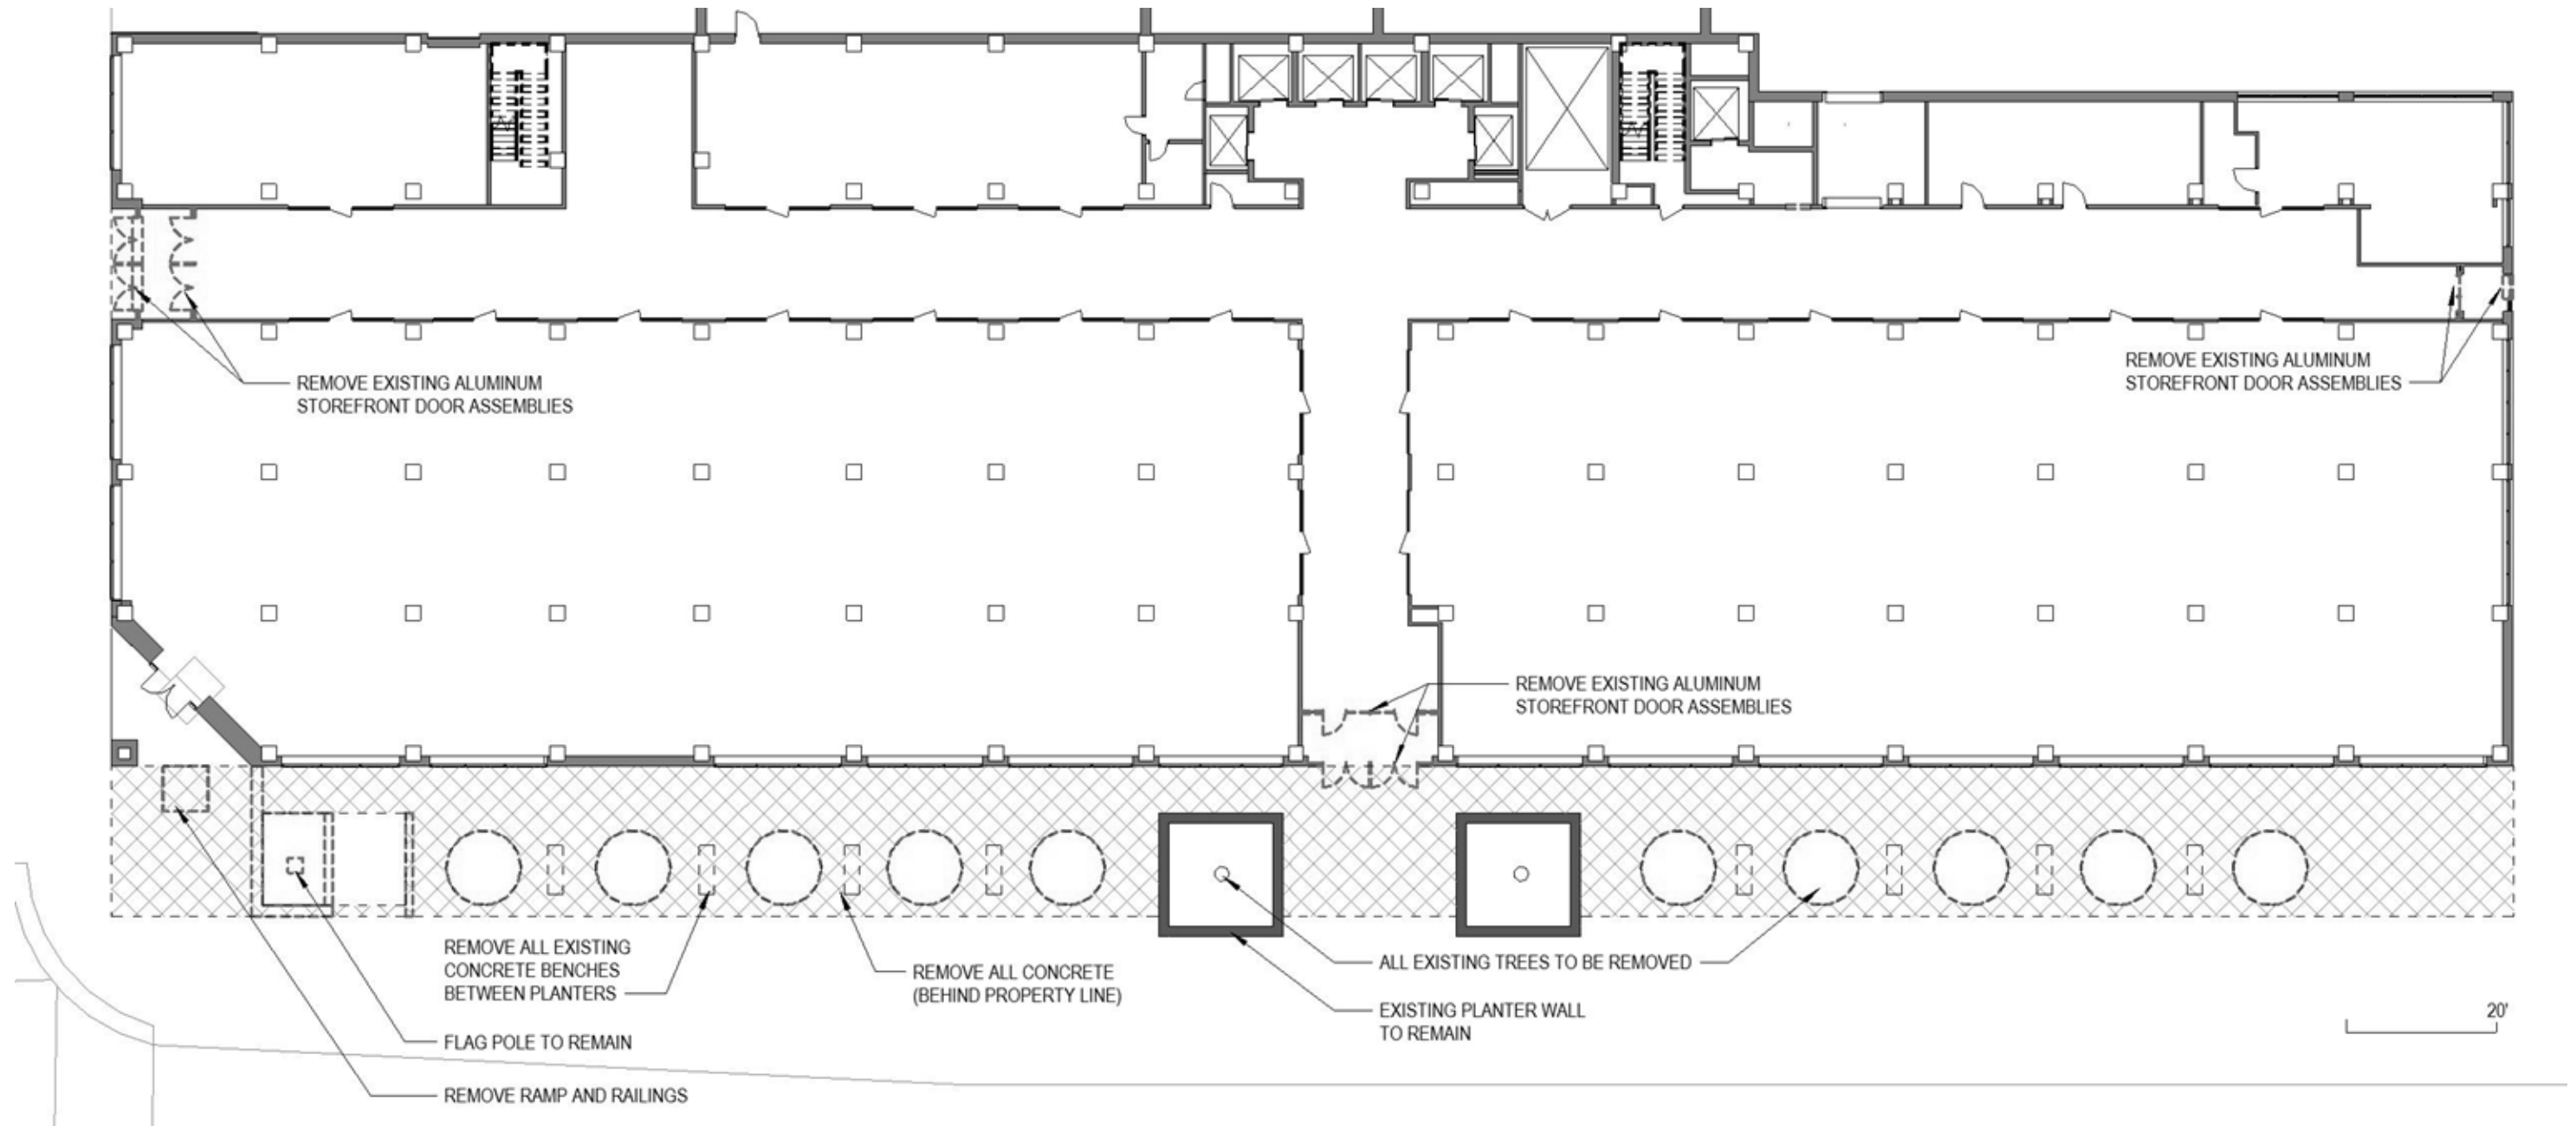 REMOVE EXISTING ALUMINUM
STOREFRONT DOOR ASSEMBLIES
REMOVE EXISTING ALUMINUM
STOREFRONT DOOR ASSEMBLIES
REMOVE EXISTING ALUMINUM
STOREFRONT DOOR ASSEMBLIES
REMOVE ALL EXISTING
CONCRETE BENCHES
BETWEEN PLANTERS
REMOVE ALL CONCRETE
(BEHIND PROPERTY LINE)
ALL EXISTING TREES TO BE REMOVED
EXISTING PLANTER WALL
TO REMAIN
20'
FLAG POLE TO REMAIN
REMOVE RAMP AND RAILINGS